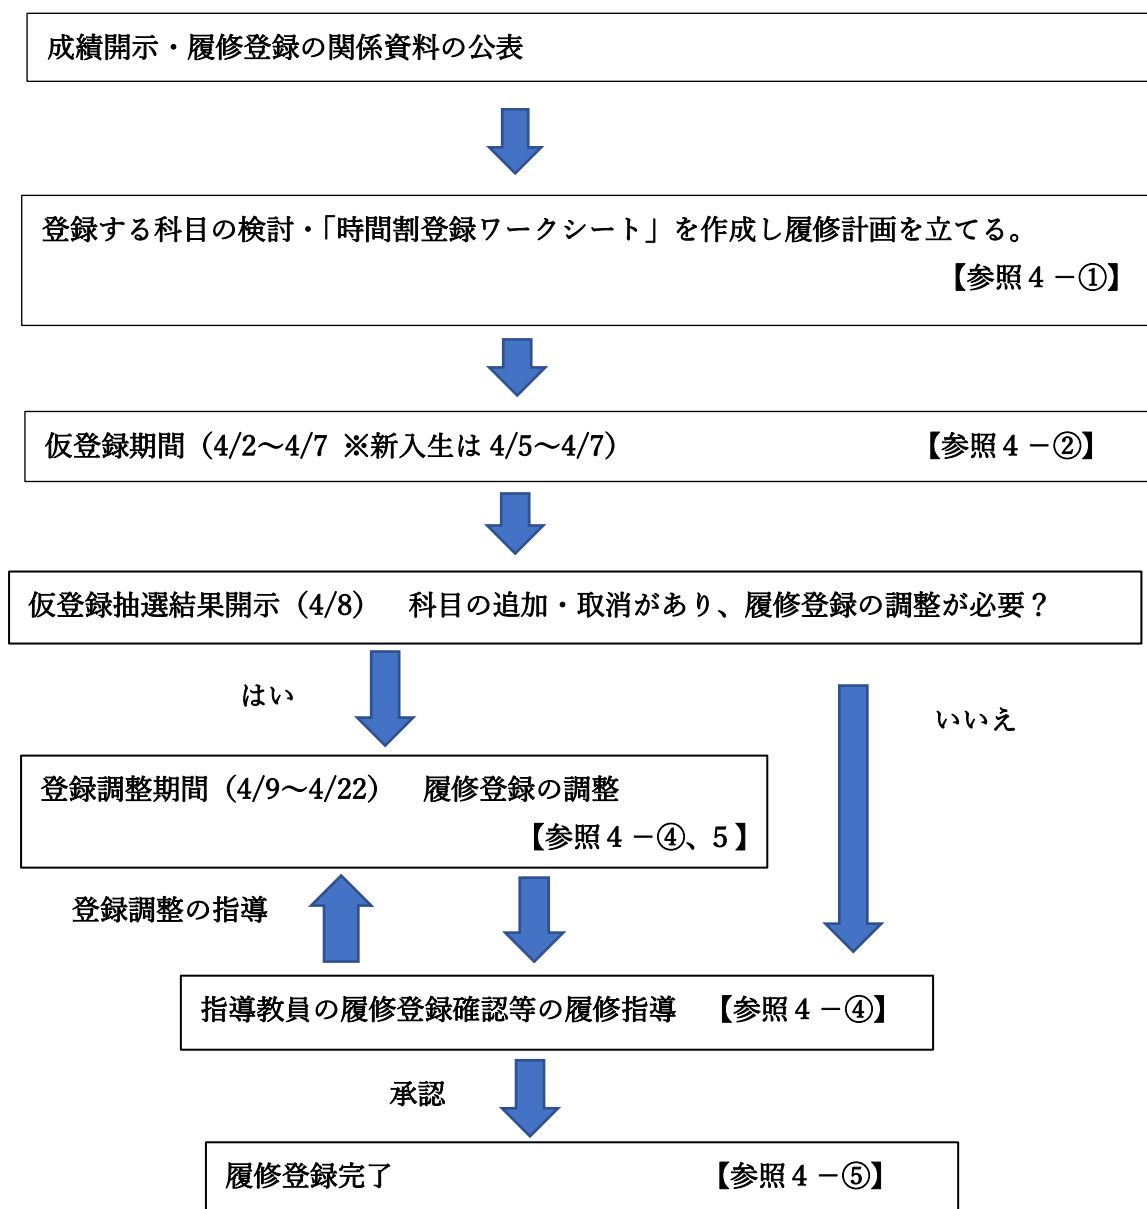 成績開示・履修登録の関係資料の公表
登録する科目の検討・「時間割登録ワークシート」を作成し履修計画を立てる。
【参照４－①】
仮登録期間（4/2～4/7 ※新入生は 4/5～4/7）　【参照４－②】
仮登録抽選結果開示（4/8）　科目の追加・取消があり、履修登録の調整が必要？
はい
いいえ
登録調整期間（4/9～4/22）　履修登録の調整
【参照４－④、５】
登録調整の指導
指導教員の履修登録確認等の履修指導　【参照４－④】
承認
履修登録完了　【参照４－⑤】